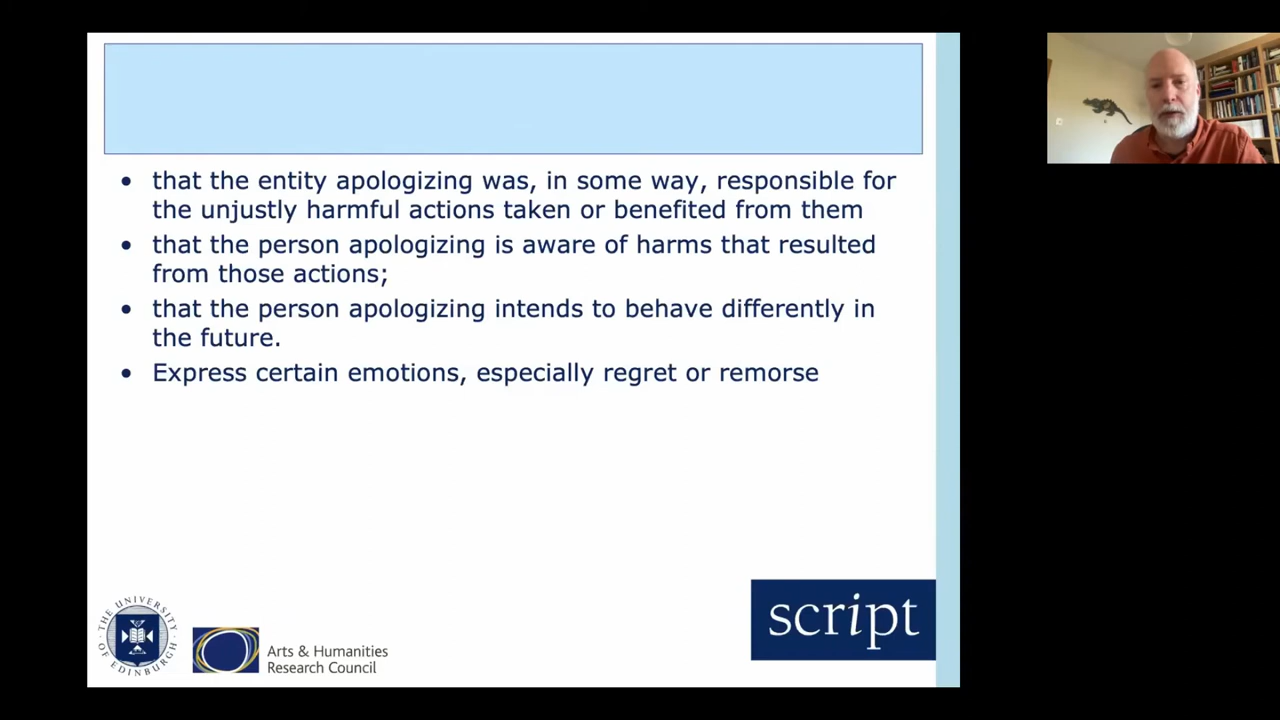 • that the entity apologizing was, in some way, responsible for
the unjustly harmful actions taken or benefited from them
• that the person apologizing is aware of harms that resulted
from those actions;
• that the person apologizing intends to behave differently in
the future.
• Express certain emotions, especially regret or remorse
THE UNIVERSITY OF EDINBURGH
Arts & Humanities
Research Council
script